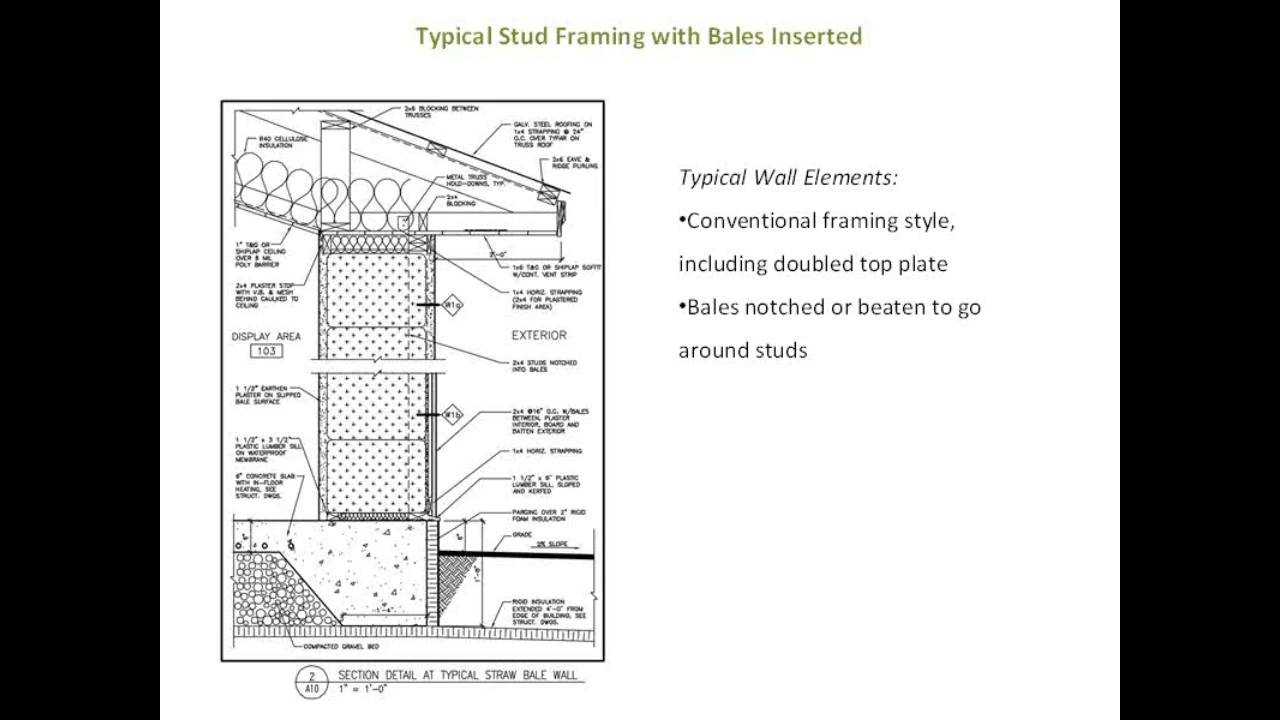 Typical Stud Framing with Bales Inserted
2x6 BLOCKING BETWEEN
TRUSSES
GALV. STEEL ROOFING ON
1x4 STRAPPING @ 24"
O.C. OVER TYPAR ON
TRUSS ROOF
R40 CELLULOSE
INSULATION
2x6 EAVE &
RIDGE PURLINS
METAL TRUSS
HOLD-DOWNS, TYP.
2x4
BLOCKING
1" T&G OR
SHIPLAP CEILING
OVER 6 MIL
POLY BARRIER
2'-0"
1x6 T&G OR SHIPLAP SOFFIT
W/CONT. VENT STRIP
2x4 PLASTER STOP
WITH V.B. & MESH
BEHIND CAULKED TO
CEILING
1x4 HORIZ. STRAPPING
(2x4 FOR PLASTERED
FINISH AREA)
W1a
DISPLAY AREA
103
EXTERIOR
2x4 STUDS NOTCHED
INTO BALES
1 1/2" EARTHEN
PLASTER ON SLIPPED
BALE SURFACE
W1b
2x4 @16" O.C. W/BALES
BETWEEN, PLASTER
INTERIOR, BOARD AND
BATTEN EXTERIOR
1 1/2" x 3 1/2"
PLASTIC LUMBER SILL
ON WATERPROOF
MEMBRANE
1x4 HORIZ. STRAPPING
6" CONCRETE SLAB
WITH IN-FLOOR
HEATING, SEE
STRUCT. DWGS.
1 1/2" x 6" PLASTIC
LUMBER SILL, SLOPED
AND KERFED
PARGING OVER 2" RIGID
FOAM INSULATION
GRADE
2% SLOPE
6"
1'-4"
RIGID INSULATION
EXTENDED 4'-0" FROM
EDGE OF BUILDING, SEE
STRUCT. DWGS.
COMPACTED GRAVEL BED
2
A10
SECTION DETAIL AT TYPICAL STRAW BALE WALL
1" = 1'-0"
Typical Wall Elements:
•Conventional framing style,
including doubled top plate
•Bales notched or beaten to go
around studs